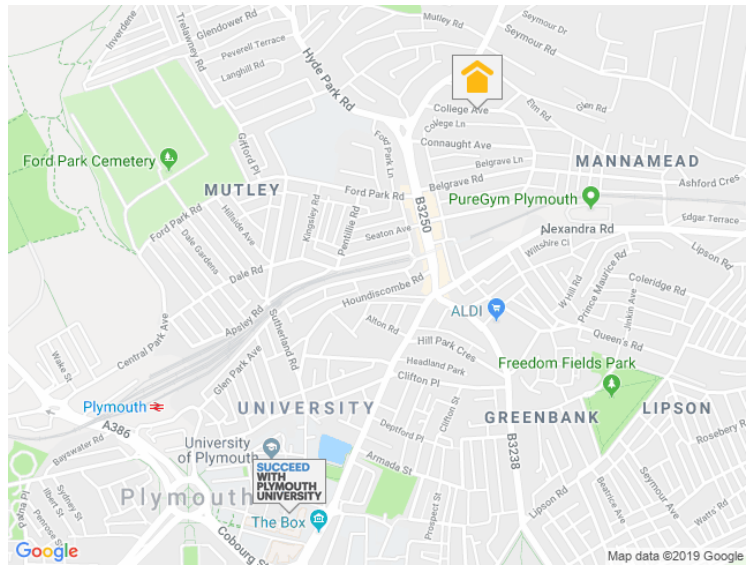 Inverdene
Trelawney Rd
Glendower Rd
Peverell Terrace
Langhill Rd
Hyde Park Rd
Mutley Rd
Seymour Dr
Seymour Rd
College Ave
College Ln
Elm Rd
Glen Rd
Connaught Ave
Ford Park Ln
Gifford Pl
Belgrave Ln
MANNAMEAD
Ford Park Cemetery
MUTLEY
Ford Park Rd
Belgrave Rd
Ashford Cres
PureGym Plymouth
B3250
Kingsley Rd
Pentillie Rd
Hillside Ave
Ford Park Rd
Seaton Ave
Edgar Terrace
Alexandra Rd
Dale Gardens
Dale Rd
Wiltshire Cl
Lipson Rd
Houndiscombe Rd
W Hill Rd
Prince Maurice Rd
Coleridge Rd
Jinkin Ave
ALDI
Apsley Rd
Sutherland Rd
Alton Rd
Central Park Ave
Queen's Rd
Wake St
Glen Park Ave
Hill Park Cres
Headland Park
Freedom Fields Park
Clifton Pl
Plymouth
UNIVERSITY
Clifton St
GREENBANK
LIPSON
A386
Bayswater Rd
Deptford Pl
University
of Plymouth
B3238
Rosebery Rd
Armada St
SUCCEED
WITH
PLYMOUTH
UNIVERSITY
Patna Pl
Sydney St
Ilbert St
Penrose St
Plymouth
The Box
Cobourg St
Prospect St
Lipson Rd
Beatrice Ave
Seymour Ave
Watts Rd
Google
Map data ©2019 Google